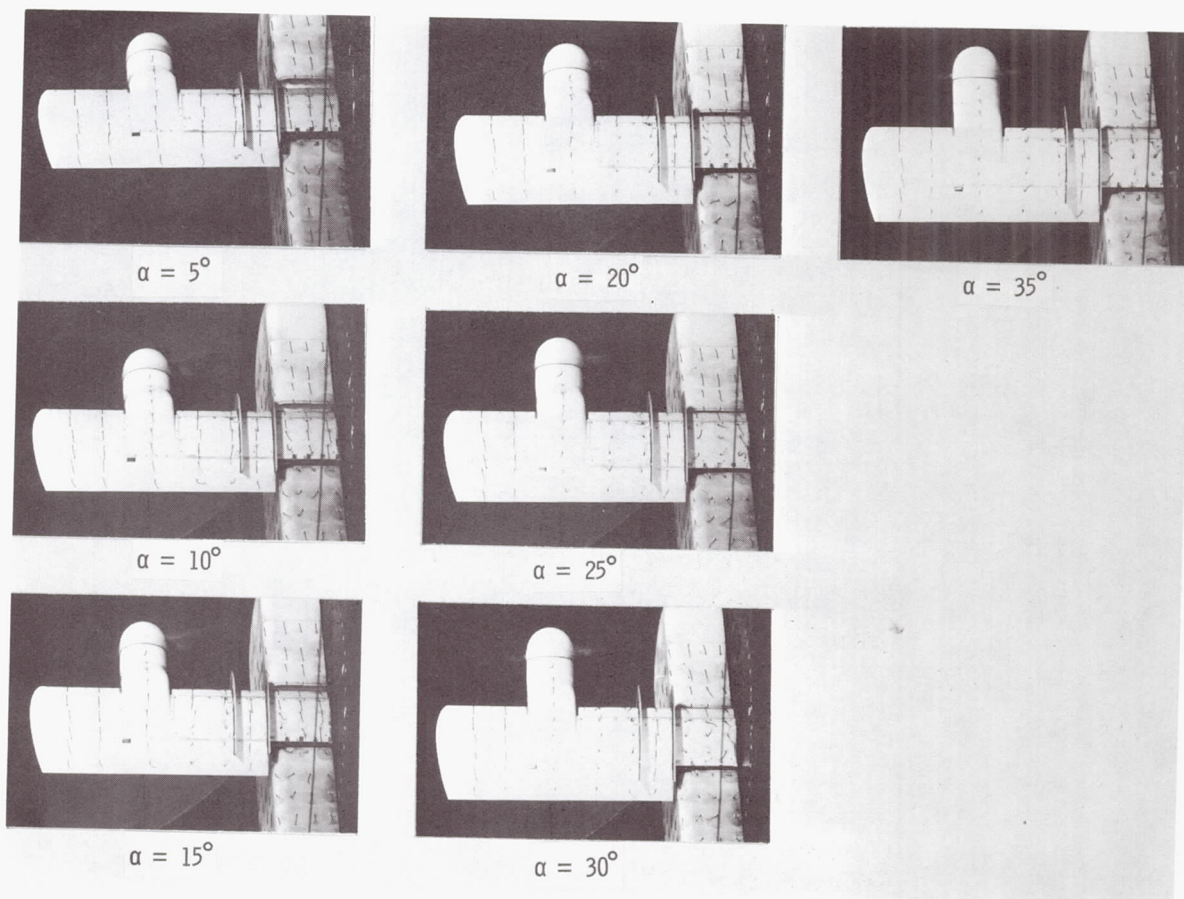 α = 5°
α = 20°
α = 35°
α = 10°
α = 25°
α = 15°
α = 30°